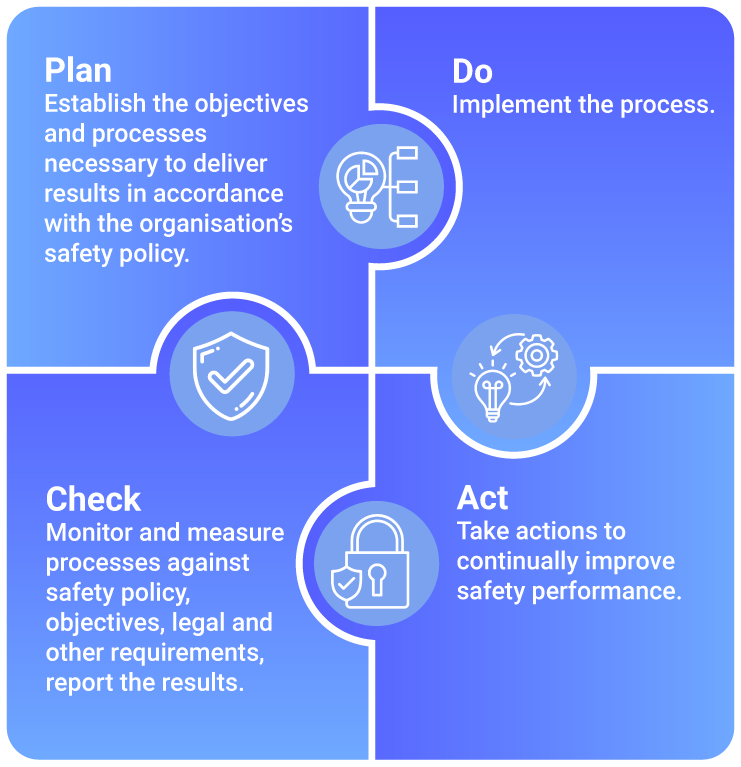 Plan
Establish the objectives
and processes
necessary to deliver
results in accordance
with the organisation's
safety policy.
Do
Implement the process.
Check
Monitor and measure
processes against
safety policy,
objectives, legal and
other requirements,
report the results.
Act
Take actions to
continually improve
safety performance.